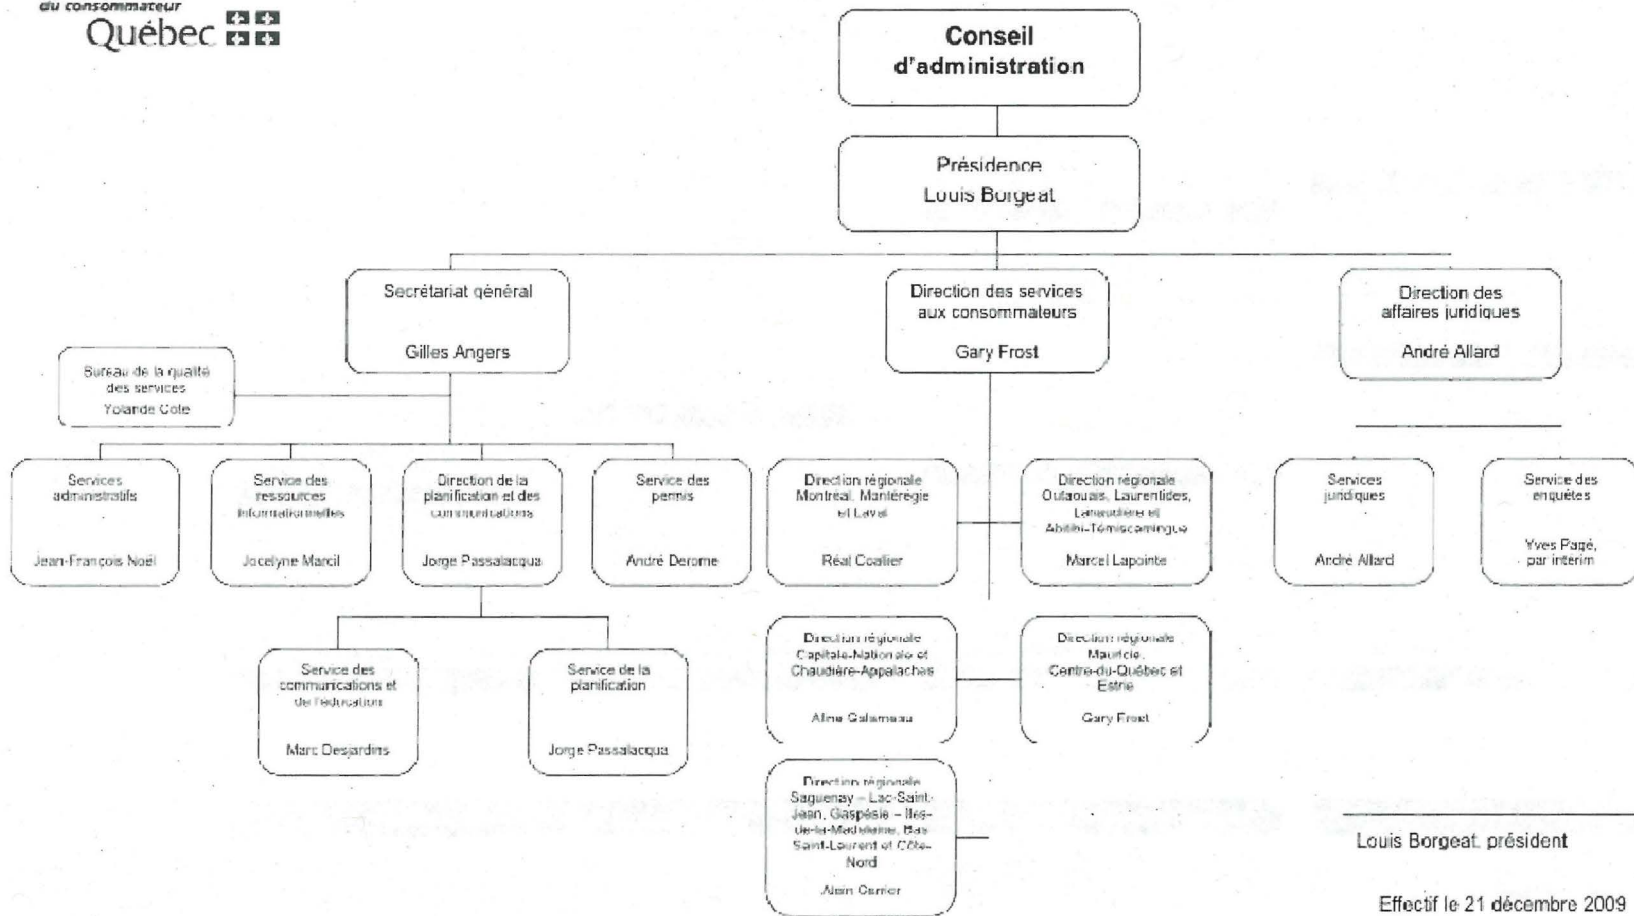 du consommateur
Québec
Conseil
d'administration
Présidence
Louis Borgeat
Secrétariat général
Gilles Angers
Direction des services
aux consommateurs
Gary Frost
Direction des
affaires juridiques
André Allard
Bureau de la qualité
des services
Yolande Côté
Services
administratifs
Jean-François Noël
Service des
ressources
informationnelles
Jocelyne Marcil
Direction de la
planification et des
communications
Jorge Passalacqua
Service des
permis
André Derome
Direction régionale
Montréal, Montérégie
et Laval
Réal Coallier
Direction régionale
Outaouais, Laurentides,
Lanaudière et
Abitibi-Témiscamingue
Marcel Lapointe
Services
juridiques
André Allard
Service des
enquêtes
Yves Pagé,
par intérim
Service des
communications et
de l'éducation
Marc Desjardins
Service de la
planification
Jorge Passalacqua
Direction régionale
Capitale-Nationale et
Chaudière-Appalaches
Aline Galarneau
Direction régionale
Mauricie,
Centre-du-Québec et
Estrie
Gary Frost
Direction régionale
Saguenay – Lac-Saint-
Jean, Gaspésie – Îles-
de-la-Madeleine, Bas
Saint-Laurent et Côte-
Nord
Alain Carrier
Louis Borgeat, président
Effectif le 21 décembre 2009